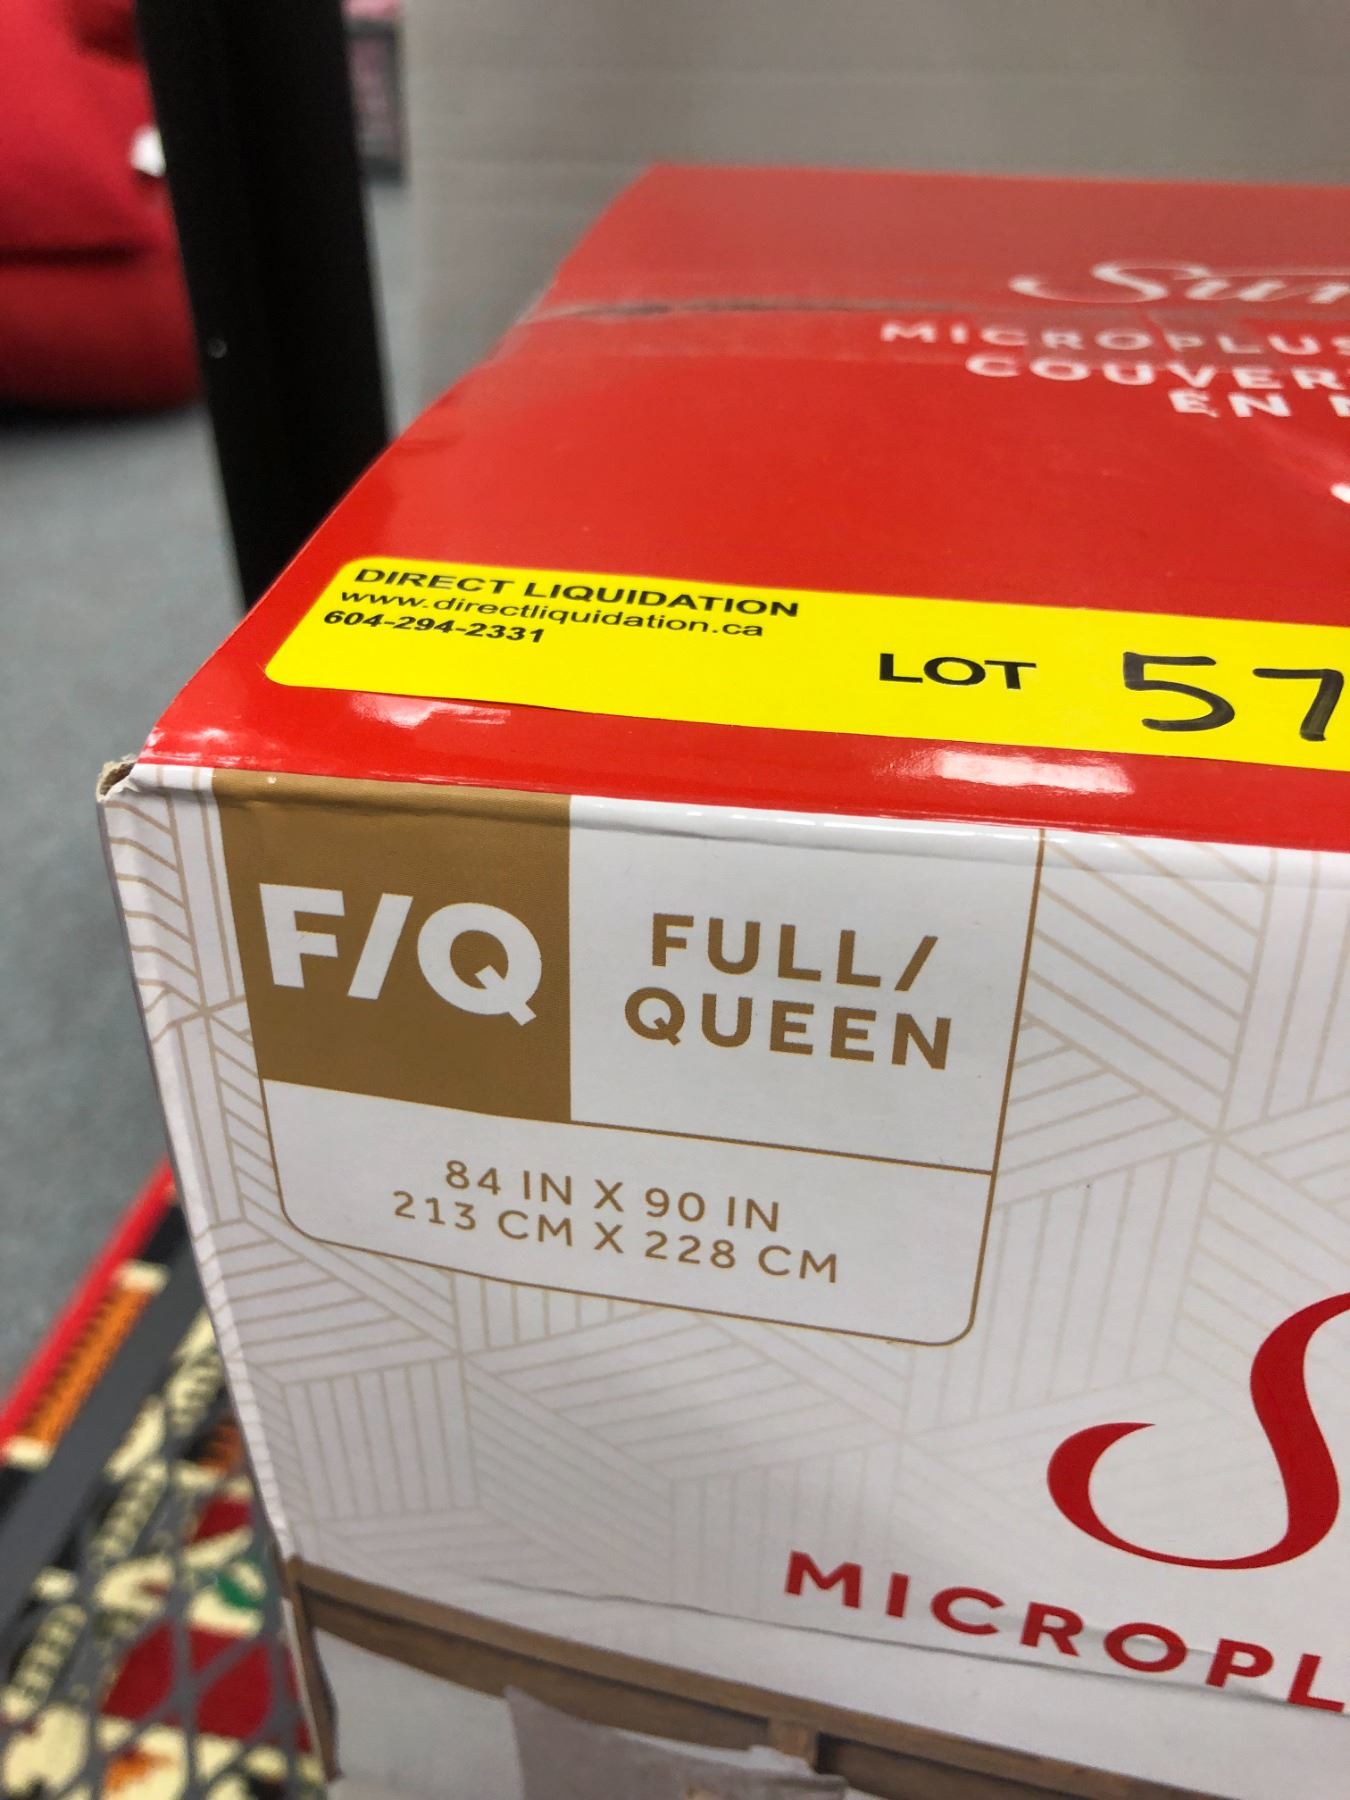 MICROPLUS
COUVER
EN
DIRECT LIQUIDATION
www.directliquidation.ca
604-294-2331
LOT 57
F/Q
FULL/
QUEEN
84 IN X 90 IN
213 CM X 228 CM
S
MICROPL